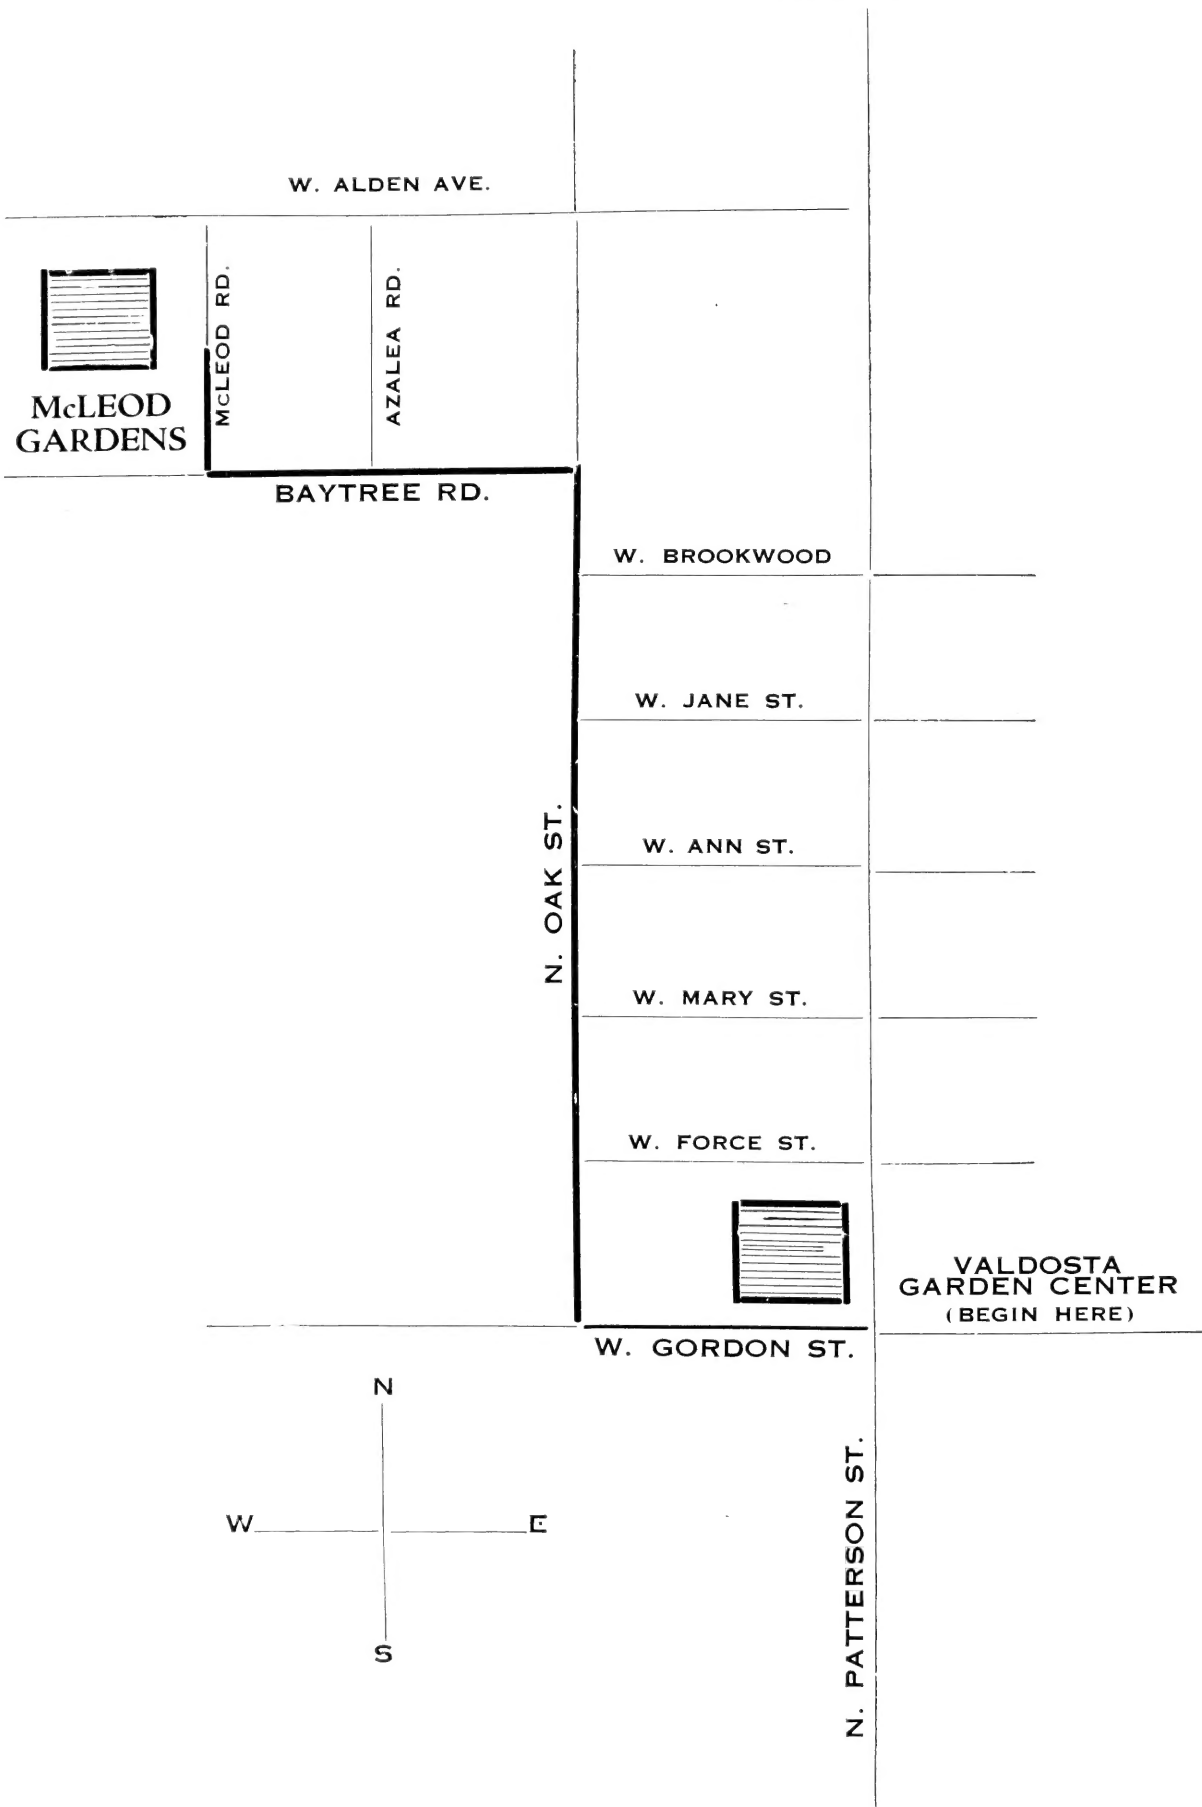 W. ALDEN AVE.
McLEOD RD.
AZALEA RD.
McLEOD
GARDENS
BAYTREE RD.
W. BROOKWOOD
W. JANE ST.
N. OAK ST.
W. ANN ST.
W. MARY ST.
W. FORCE ST.
VALDOSTA
GARDEN CENTER
(BEGIN HERE)
W. GORDON ST.
N
W
E
S
N. PATTERSON ST.